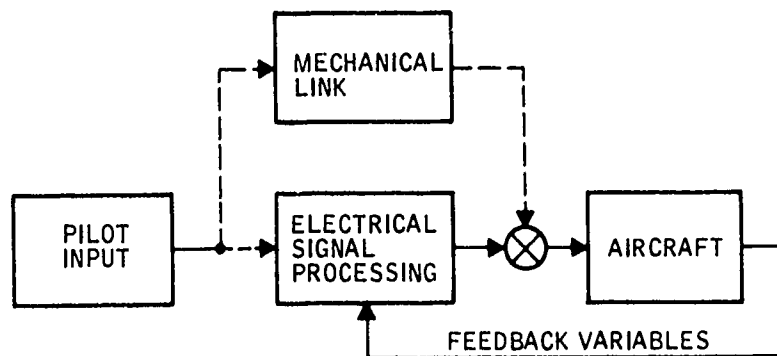 MECHANICAL
LINK
PILOT
INPUT
ELECTRICAL
SIGNAL
PROCESSING
AIRCRAFT
FEEDBACK VARIABLES